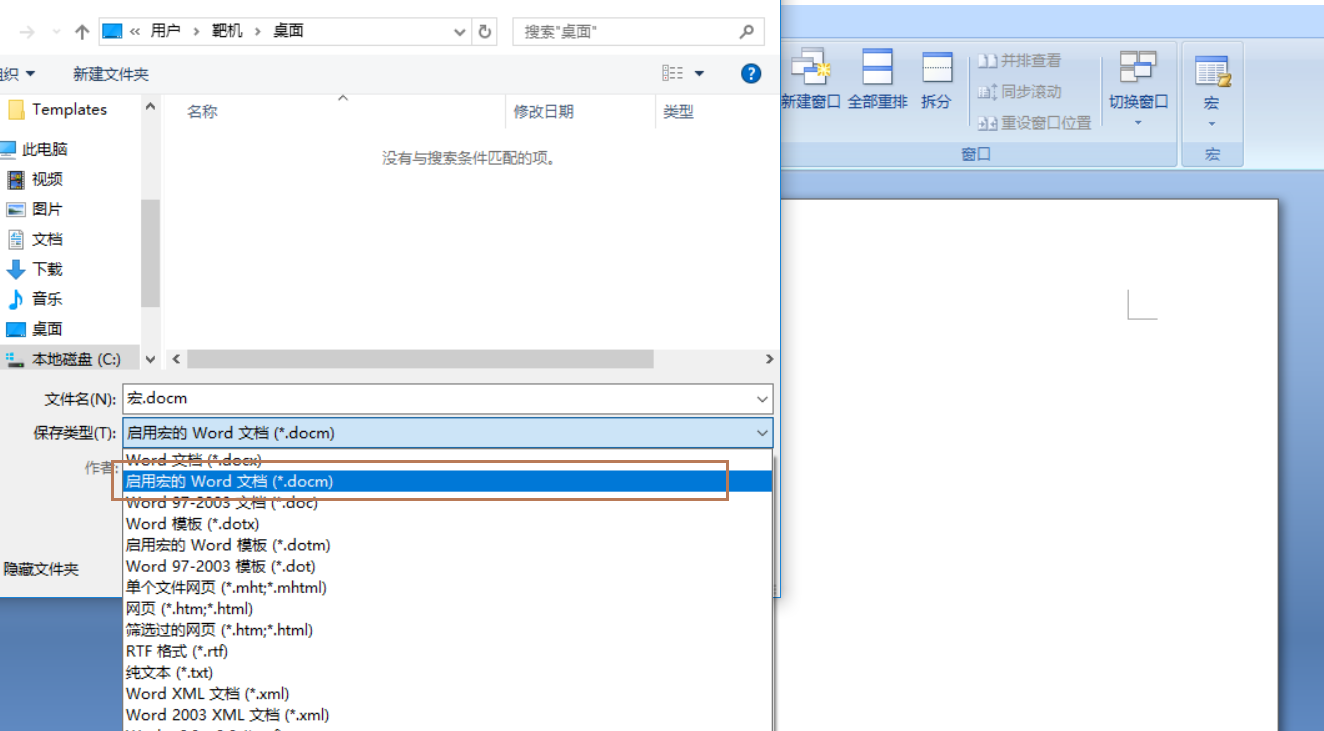 « 用户 › 靶机 › 桌面
搜索"桌面"
组织 新建文件夹
?
Templates
此电脑
视频
图片
文档
下载
音乐
桌面
本地磁盘 (C:)
名称 修改日期 类型
没有与搜索条件匹配的项。
文件名(N): 宏.docm
保存类型(T): 启用宏的 Word 文档 (*.docm)
作者:
Word 文档 (*.docx)
启用宏的 Word 文档 (*.docm)
Word 97-2003 文档 (*.doc)
Word 模板 (*.dotx)
启用宏的 Word 模板 (*.dotm)
Word 97-2003 模板 (*.dot)
单个文件网页 (*.mht;*.mhtml)
网页 (*.htm;*.html)
筛选过的网页 (*.htm;*.html)
RTF 格式 (*.rtf)
纯文本 (*.txt)
Word XML 文档 (*.xml)
Word 2003 XML 文档 (*.xml)
隐藏文件夹
新建窗口 全部重排 拆分
并排查看
同步滚动
重设窗口位置
切换窗口
宏
窗口
宏